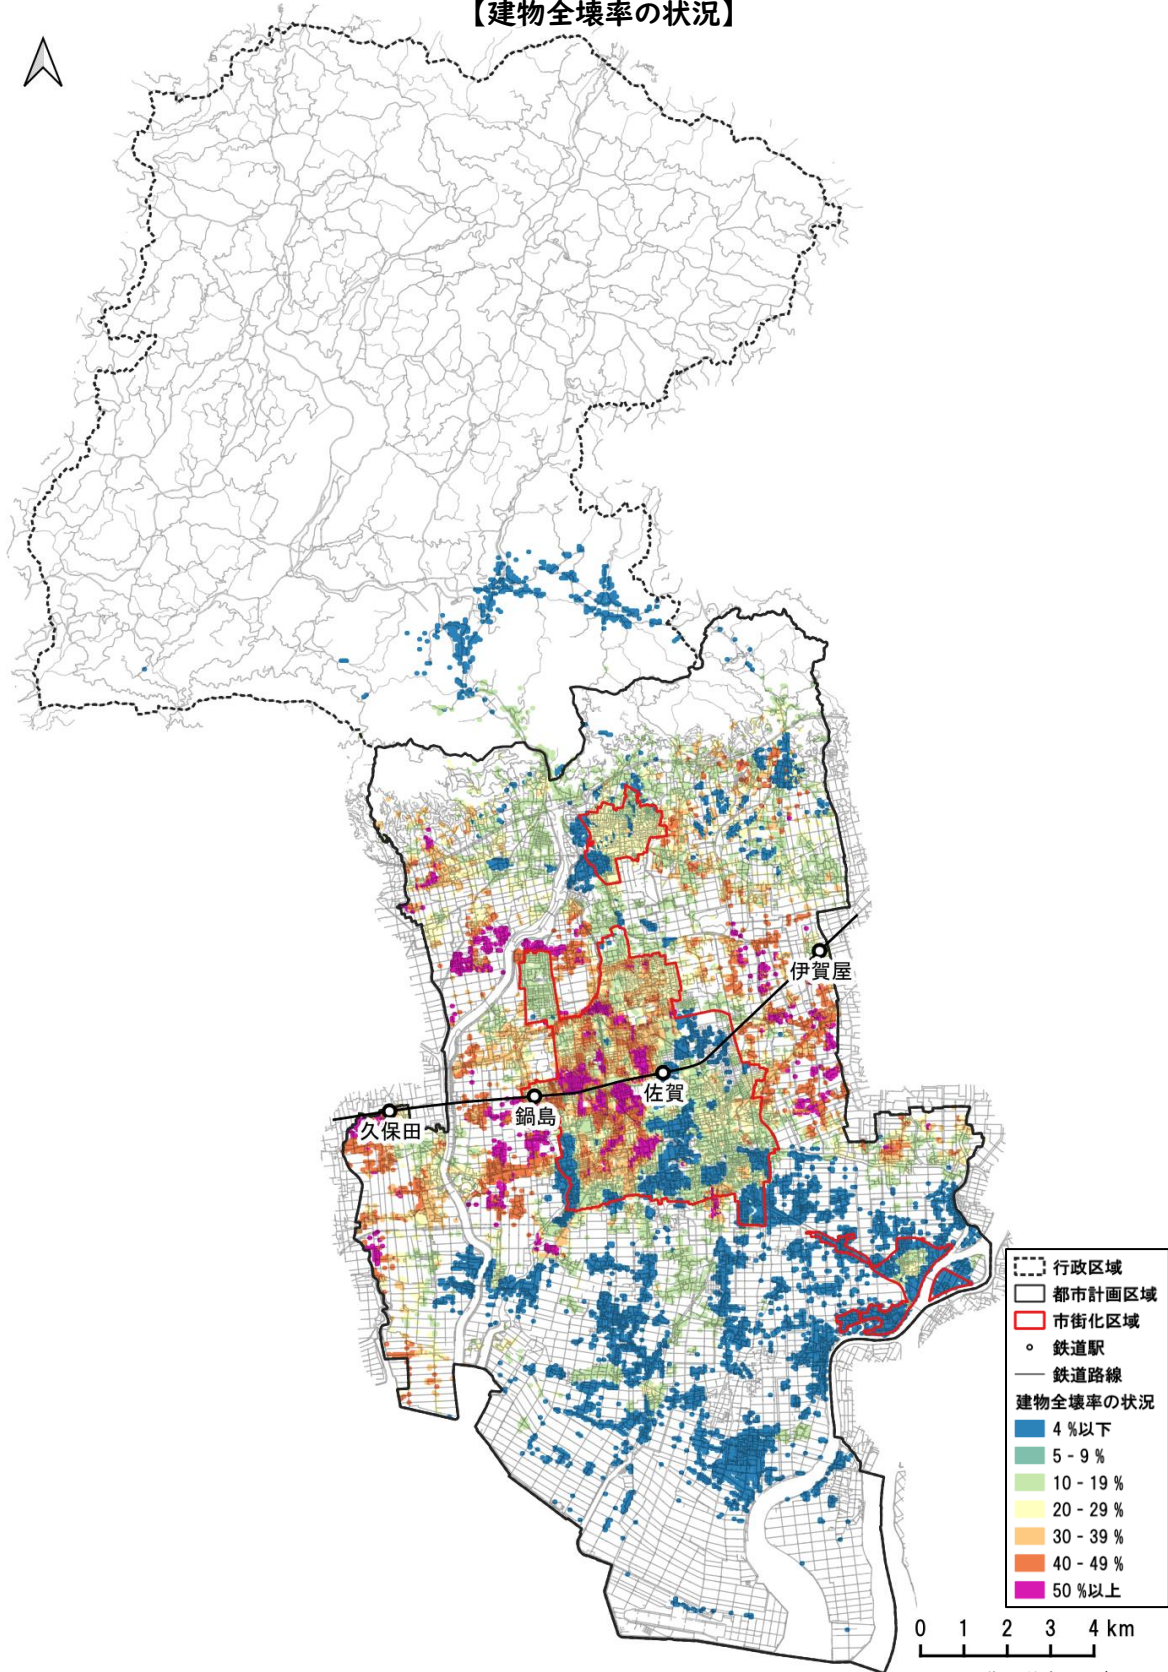 【建物全壊率の状況】
伊賀屋
佐賀
鍋島
久保田
行政区域
都市計画区域
市街化区域
鉄道駅
鉄道路線
建物全壊率の状況
4 %以下
5 - 9 %
10 - 19 %
20 - 29 %
30 - 39 %
40 - 49 %
50 %以上
0 1 2 3 4 km